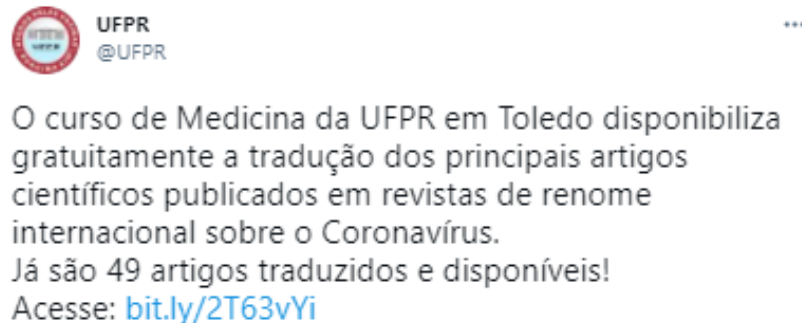 UFPR
@UFPR
O curso de Medicina da UFPR em Toledo disponibiliza
gratuitamente a tradução dos principais artigos
científicos publicados em revistas de renome
internacional sobre o Coronavírus.
Já são 49 artigos traduzidos e disponíveis!
Acesse: bit.ly/2T63vYi